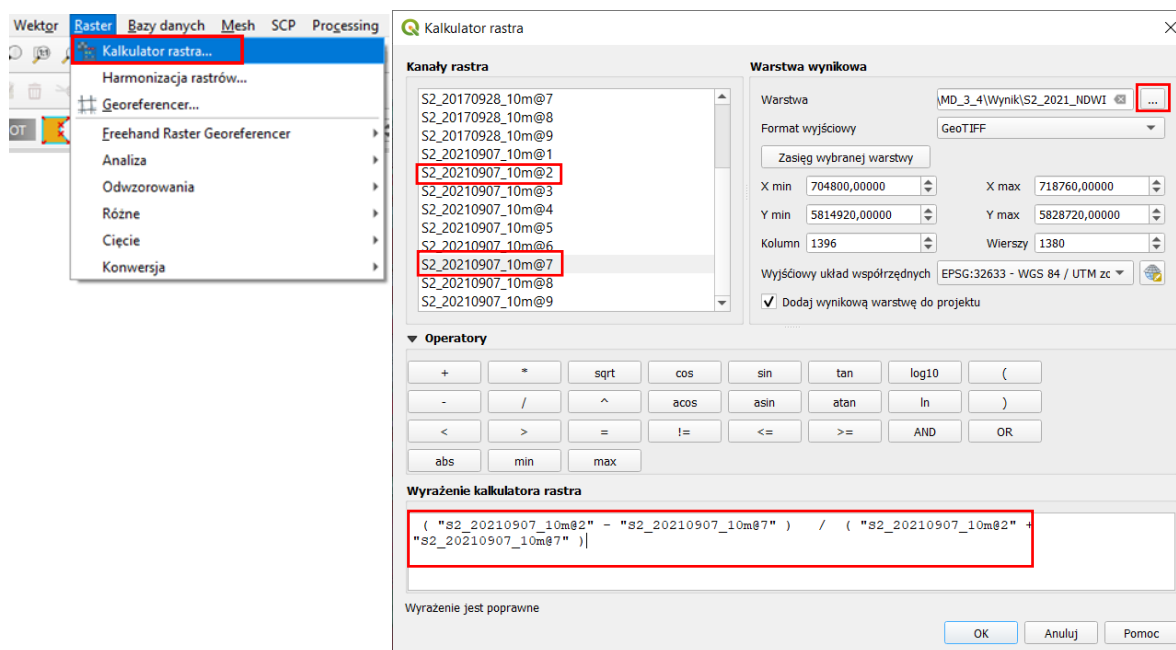 Wektor Raster Bazy danych Mesh SCP Processing
Kalkulator rastra...
Harmonizacja rastrów...
Georeferencer...
Freehand Raster Georeferencer
Analiza
Odwzorowania
Różne
Cięcie
Konwersja
OT
Kalkulator rastra
Kanały rastra
S2_20170928_10m@7
S2_20170928_10m@8
S2_20170928_10m@9
S2_20210907_10m@1
S2_20210907_10m@2
S2_20210907_10m@3
S2_20210907_10m@4
S2_20210907_10m@5
S2_20210907_10m@6
S2_20210907_10m@7
S2_20210907_10m@8
S2_20210907_10m@9
Warstwa wynikowa
Warstwa \MD_3_4\Wynik\S2_2021_NDWI ...
Format wyjściowy GeoTIFF
Zasięg wybranej warstwy
X min 704800,00000 X max 718760,00000
Y min 5814920,00000 Y max 5828720,00000
Kolumn 1396 Wierszy 1380
Wyjściowy układ współrzędnych EPSG:32633 - WGS 84 / UTM zc
Dodaj wynikową warstwę do projektu
Operatory
+ * sqrt cos sin tan log10 (
- / ^ acos asin atan ln )
< > = != <= >= AND OR
abs min max
Wyrażenie kalkulatora rastra
( "S2_20210907_10m@2" - "S2_20210907_10m@7" ) / ( "S2_20210907_10m@2" +
"S2_20210907_10m@7" )
Wyrażenie jest poprawne
OK Anuluj Pomoc